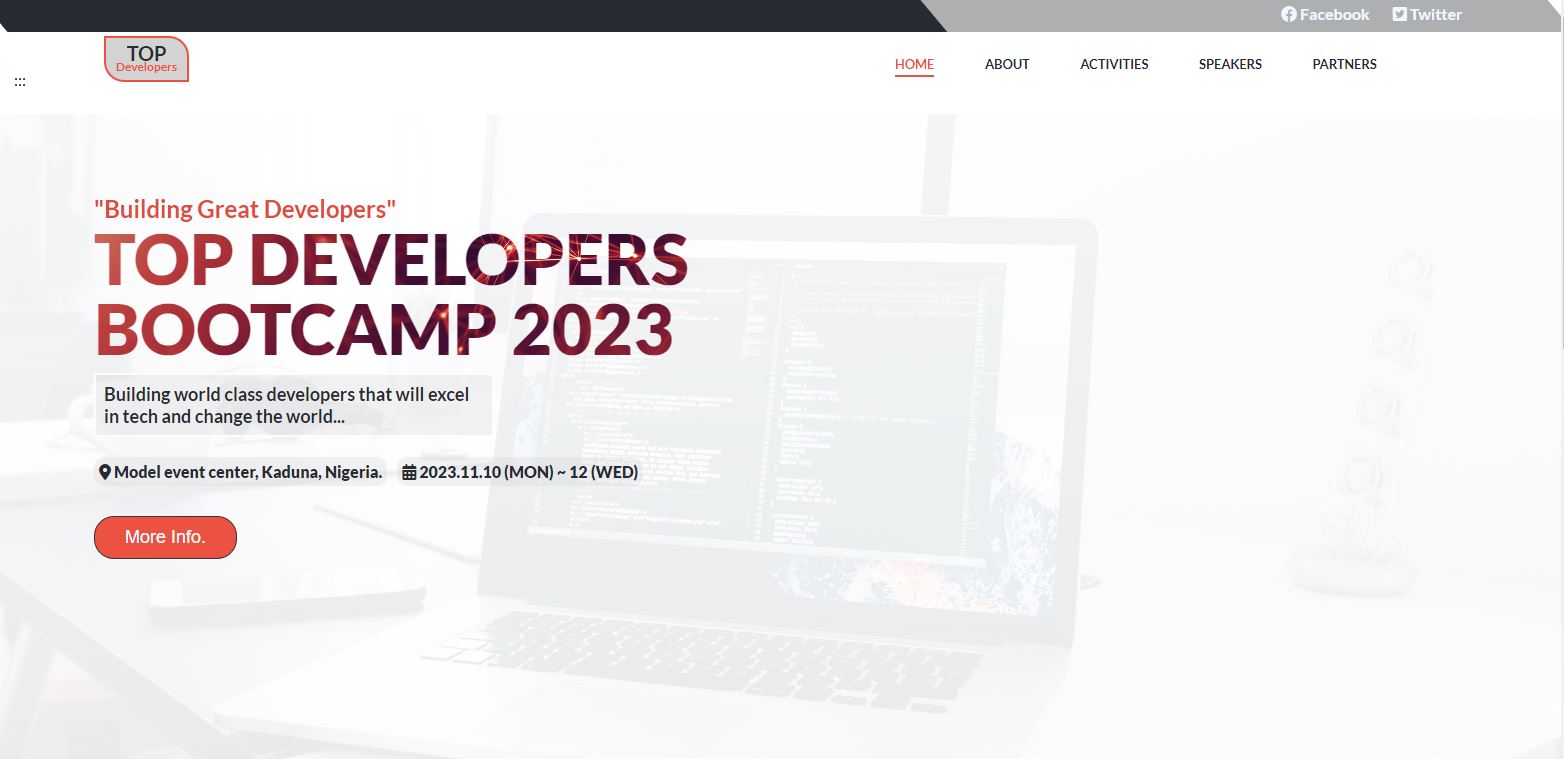 Facebook Twitter
TOP
Developers
:::
HOME ABOUT ACTIVITIES SPEAKERS PARTNERS
"Building Great Developers"
TOP DEVELOPERS
BOOTCAMP 2023
Building world class developers that will excel
in tech and change the world...
Model event center, Kaduna, Nigeria. 2023.11.10 (MON) ~ 12 (WED)
More Info.